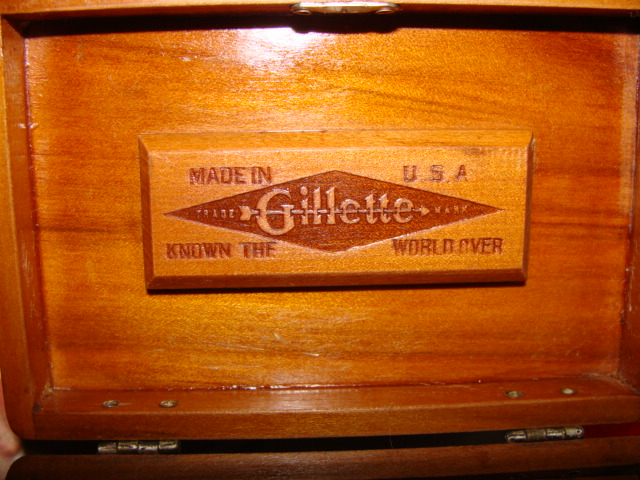 MADE IN U S A
TRADE Gillette MARK
KNOWN THE WORLD OVER